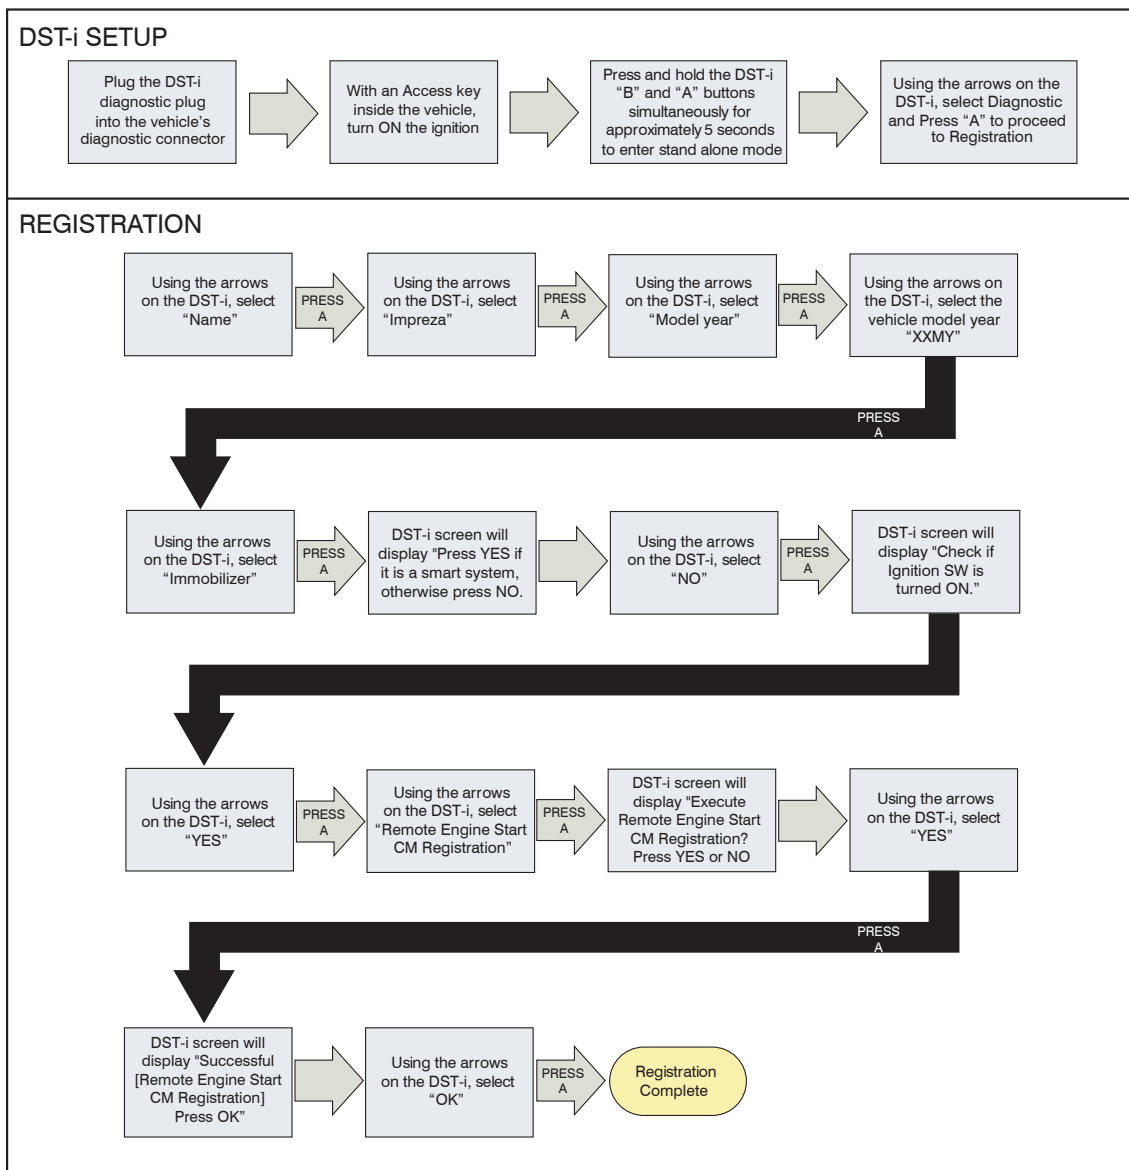 DST-i SETUP
Plug the DST-i
diagnostic plug
into the vehicle's
diagnostic connector
With an Access key
inside the vehicle,
turn ON the ignition
Press and hold the DST-i
“B” and “A” buttons
simultaneously for
approximately 5 seconds
to enter stand alone mode
Using the arrows on the
DST-i, select Diagnostic
and Press “A” to proceed
to Registration
REGISTRATION
Using the arrows
on the DST-i, select
“Name”
PRESS
A
Using the arrows
on the DST-i, select
“Impreza”
PRESS
A
Using the arrows
on the DST-i, select
“Model year”
PRESS
A
Using the arrows on
the DST-i, select the
vehicle model year
“XXMY”
PRESS
A
Using the arrows
on the DST-i, select
“Immobilizer”
PRESS
A
DST-i screen will
display "Press YES if
it is a smart system,
otherwise press NO.
Using the arrows
on the DST-i, select
“NO”
PRESS
A
DST-i screen will
display "Check if
Ignition SW is
turned ON.”
Using the arrows
on the DST-i, select
“YES”
PRESS
A
Using the arrows
on the DST-i, select
“Remote Engine Start
CM Registration”
PRESS
A
DST-i screen will
display "Execute
Remote Engine Start
CM Registration?
Press YES or NO
Using the arrows
on the DST-i, select
“YES”
PRESS
A
DST-i screen will
display "Successful
[Remote Engine Start
CM Registration]
Press OK”
Using the arrows
on the DST-i, select
“OK”
PRESS
A
Registration
Complete